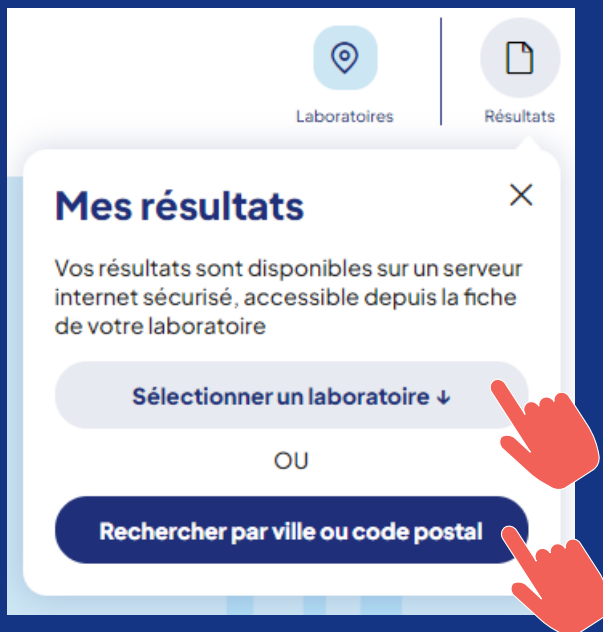 Laboratoires
Résultats
Mes résultats
Vos résultats sont disponibles sur un serveur
internet sécurisé, accessible depuis la fiche
de votre laboratoire
Sélectionner un laboratoire ↓
OU
Rechercher par ville ou code postal